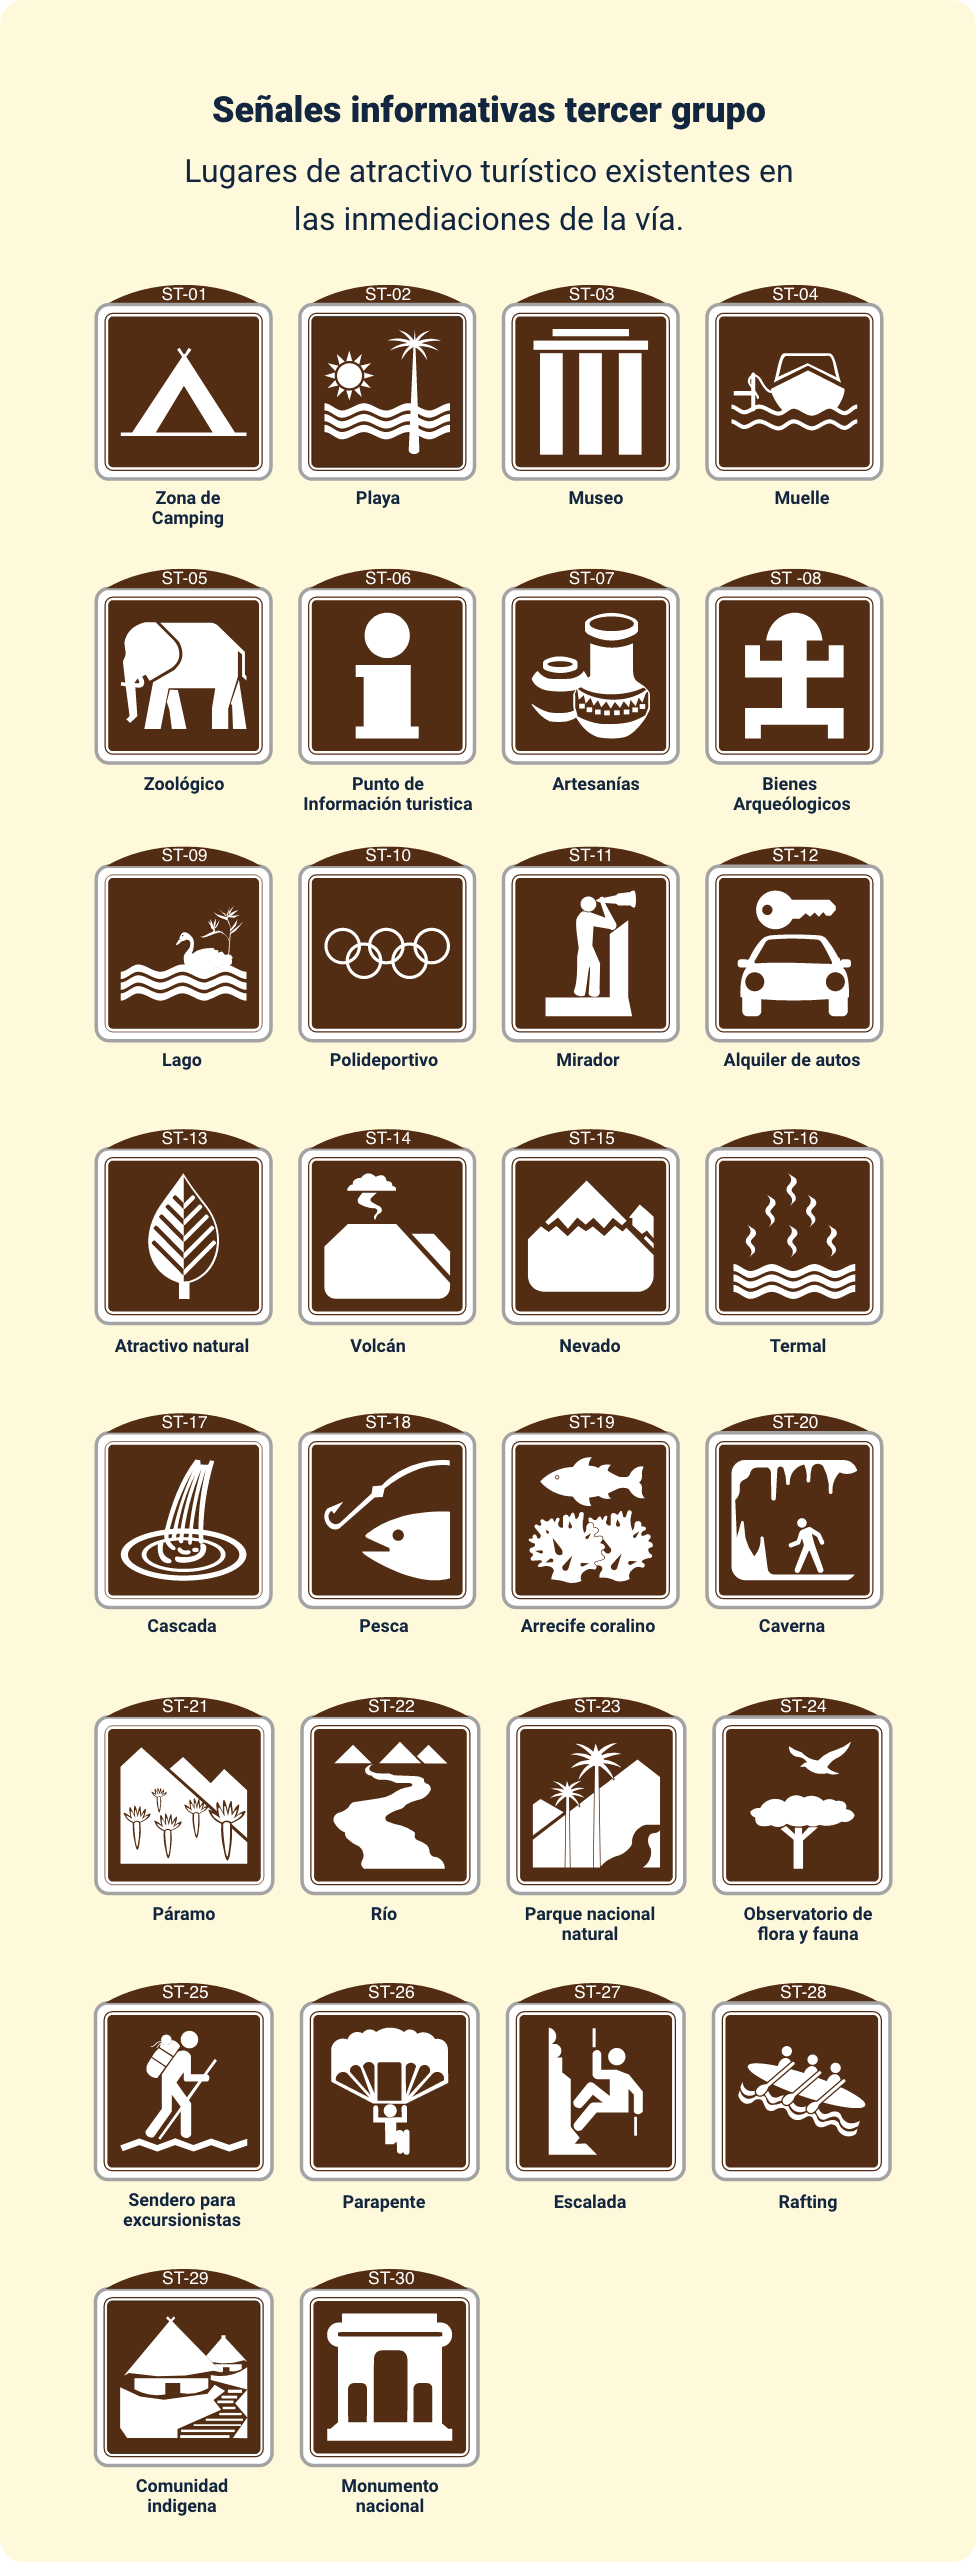 Señales informativas tercer grupo
Lugares de atractivo turístico existentes en
las inmediaciones de la vía.
ST-01
ST-02
ST-03
ST-04
Zona de
Camping
Playa
Museo
Muelle
ST-05
ST-06
ST-07
ST -08
Zoológico
Punto de
Información turistica
Artesanías
Bienes
Arqueólogicos
ST-09
ST-10
ST-11
ST-12
Lago
Polideportivo
Mirador
Alquiler de autos
ST-13
ST-14
ST-15
ST-16
Atractivo natural
Volcán
Nevado
Termal
ST-17
ST-18
ST-19
ST-20
Cascada
Pesca
Arrecife coralino
Caverna
ST-21
ST-22
ST-23
ST-24
Páramo
Río
Parque nacional
natural
Observatorio de
flora y fauna
ST-25
ST-26
ST-27
ST-28
Sendero para
excursionistas
Parapente
Escalada
Rafting
ST-29
ST-30
Comunidad
indigena
Monumento
nacional